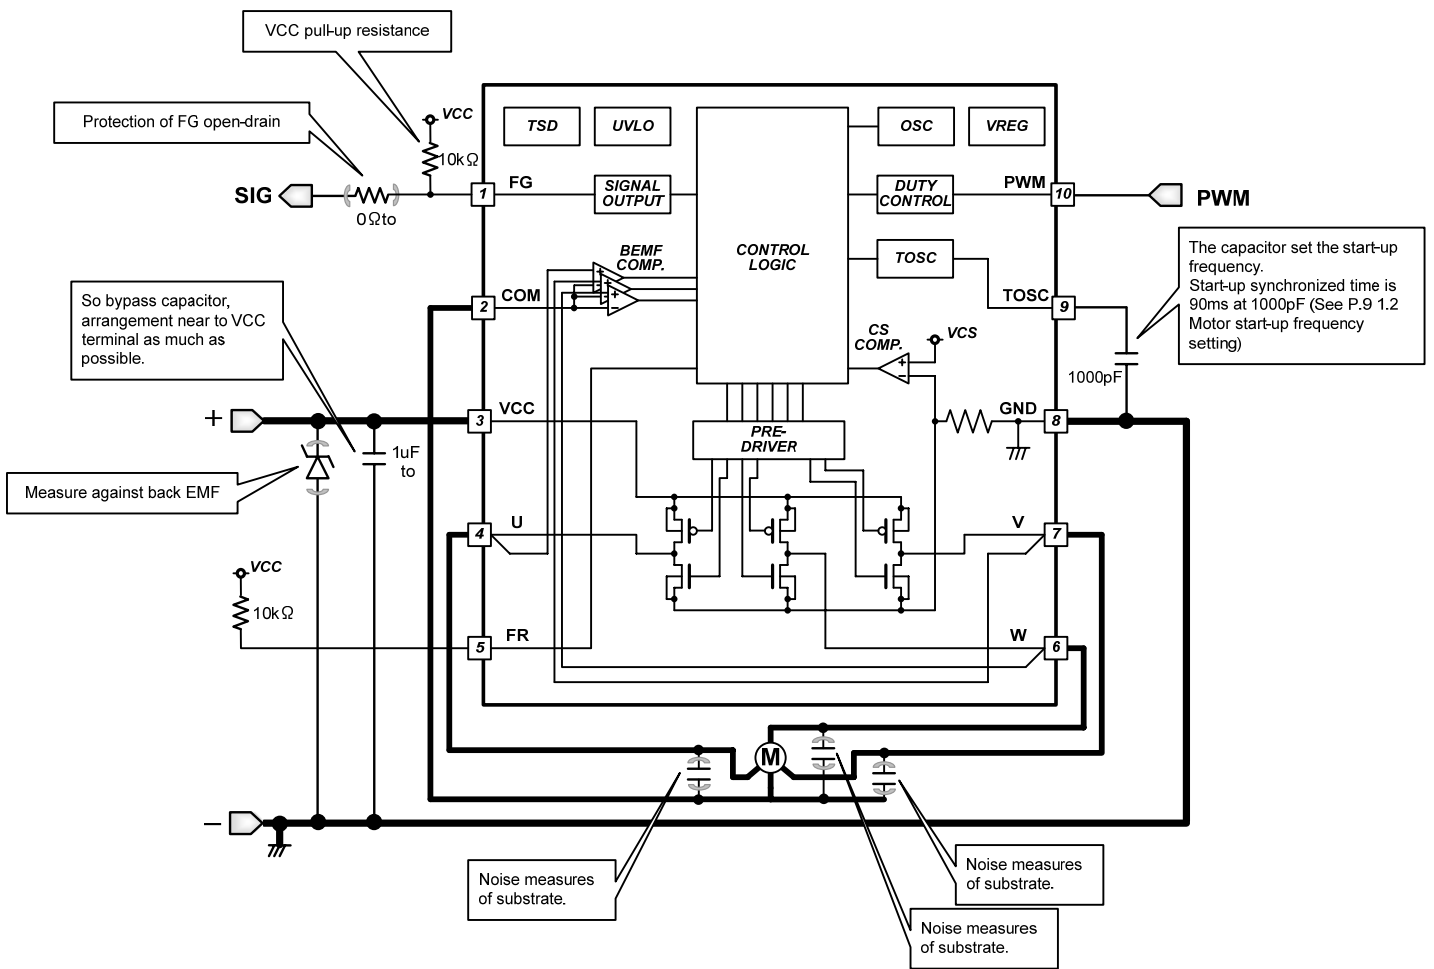 VCC pull-up resistance
Protection of FG open-drain
VCC
10kΩ
SIG
0Ωto
1
FG
TSD
UVLO
SIGNAL
OUTPUT
OSC
VREG
DUTY
CONTROL
PWM
10
PWM
CONTROL
LOGIC
BEMF
COMP.
TOSC
TOSC
9
1000pF
The capacitor set the start-up
frequency.
Start-up synchronized time is
90ms at 1000pF (See P.9 1.2
Motor start-up frequency
setting)
COM
2
So bypass capacitor,
arrangement near to VCC
terminal as much as
possible.
CS
COMP.
VCS
+
−
+
+
+
−
+
VCC
3
1uF
to
GND
8
PRE-
DRIVER
Measure against back EMF
U
4
V
7
VCC
10kΩ
FR
5
W
6
M
−
Noise measures
of substrate.
Noise measures
of substrate.
Noise measures
of substrate.